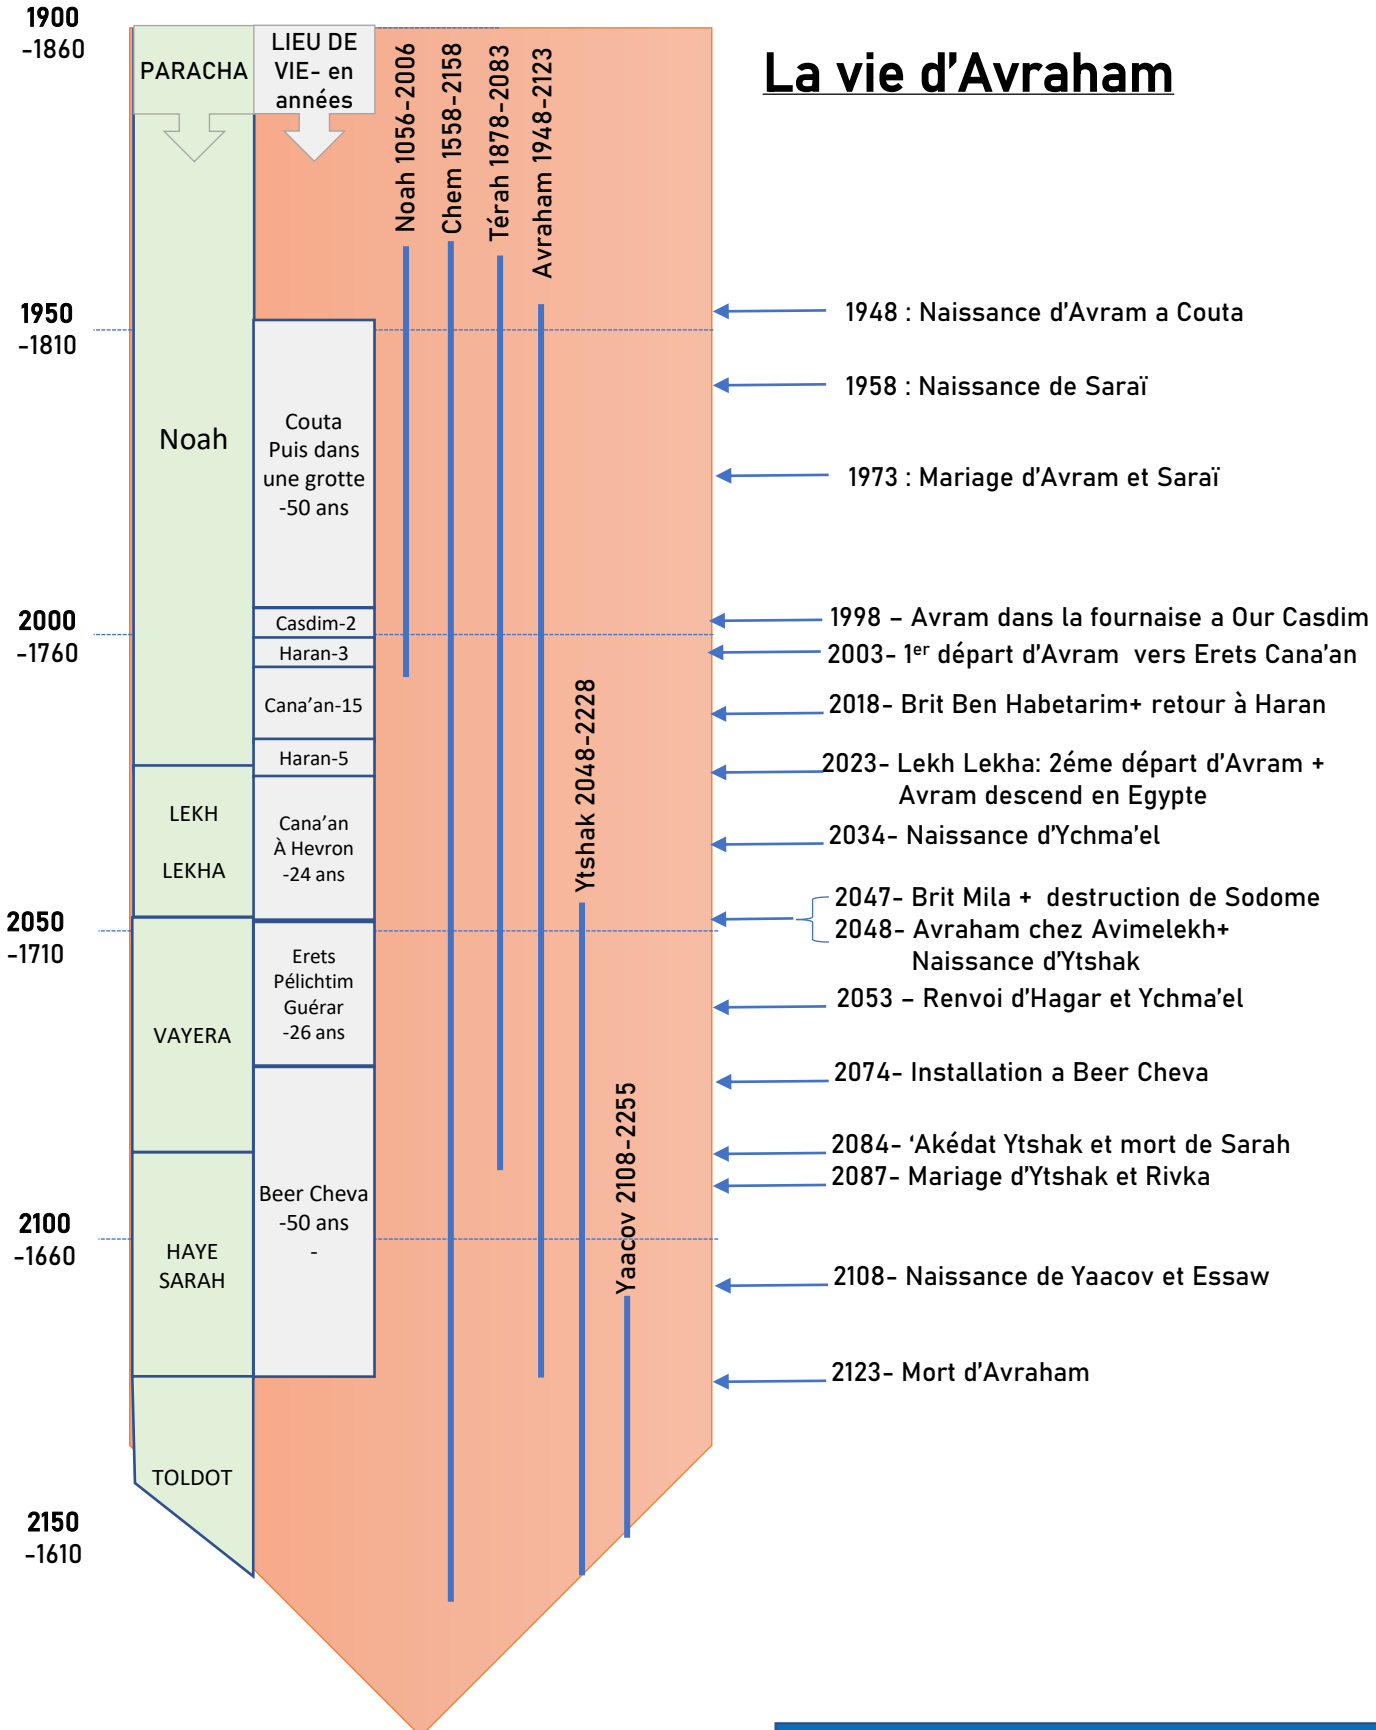 La vie d'Avraham
1900
-1860
1950
-1810
2000
-1760
2050
-1710
2100
-1660
2150
-1610
PARACHA
Noah
LEKH
LEKHA
VAYERA
HAYE
SARAH
TOLDOT
LIEU DE
VIE- en
années
Couta
Puis dans
une grotte
-50 ans
Casdim-2
Haran-3
Cana'an-15
Haran-5
Cana'an
À Hevron
-24 ans
Erets
Pélichtim
Guérar
-26 ans
Beer Cheva
-50 ans
-
Noah 1056-2006
Chem 1558-2158
Térah 1878-2083
Avraham 1948-2123
Ytshak 2048-2228
Yaacov 2108-2255
1948 : Naissance d'Avram a Couta
1958 : Naissance de Saraï
1973 : Mariage d'Avram et Saraï
1998 – Avram dans la fournaise a Our Casdim
2003- 1er départ d'Avram vers Erets Cana'an
2018- Brit Ben Habetarim+ retour à Haran
2023- Lekh Lekha: 2éme départ d'Avram +
Avram descend en Egypte
2034- Naissance d'Ychma'el
2047- Brit Mila + destruction de Sodome
2048- Avraham chez Avimelekh+
Naissance d'Ytshak
2053 – Renvoi d'Hagar et Ychma'el
2074- Installation a Beer Cheva
2084- 'Akédat Ytshak et mort de Sarah
2087- Mariage d'Ytshak et Rivka
2108- Naissance de Yaacov et Essaw
2123- Mort d'Avraham